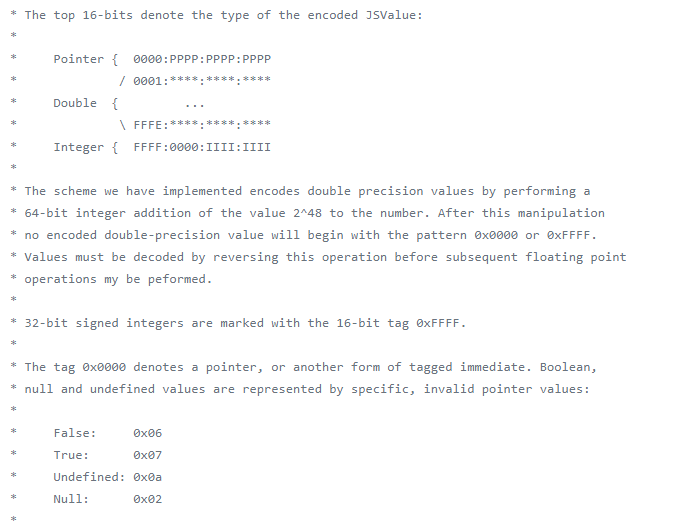 * The top 16-bits denote the type of the encoded JSValue:
*
*     Pointer {  0000:PPPP:PPPP:PPPP
*              / 0001:****:****:****
*     Double  {         ...
*              \ FFFE:****:****:****
*     Integer {  FFFF:0000:IIII:IIII
*
* The scheme we have implemented encodes double precision values by performing a
* 64-bit integer addition of the value 2^48 to the number. After this manipulation
* no encoded double-precision value will begin with the pattern 0x0000 or 0xFFFF.
* Values must be decoded by reversing this operation before subsequent floating point
* operations my be peformed.
*
* 32-bit signed integers are marked with the 16-bit tag 0xFFFF.
*
* The tag 0x0000 denotes a pointer, or another form of tagged immediate. Boolean,
* null and undefined values are represented by specific, invalid pointer values:
*
*     False:     0x06
*     True:      0x07
*     Undefined: 0x0a
*     Null:      0x02
*